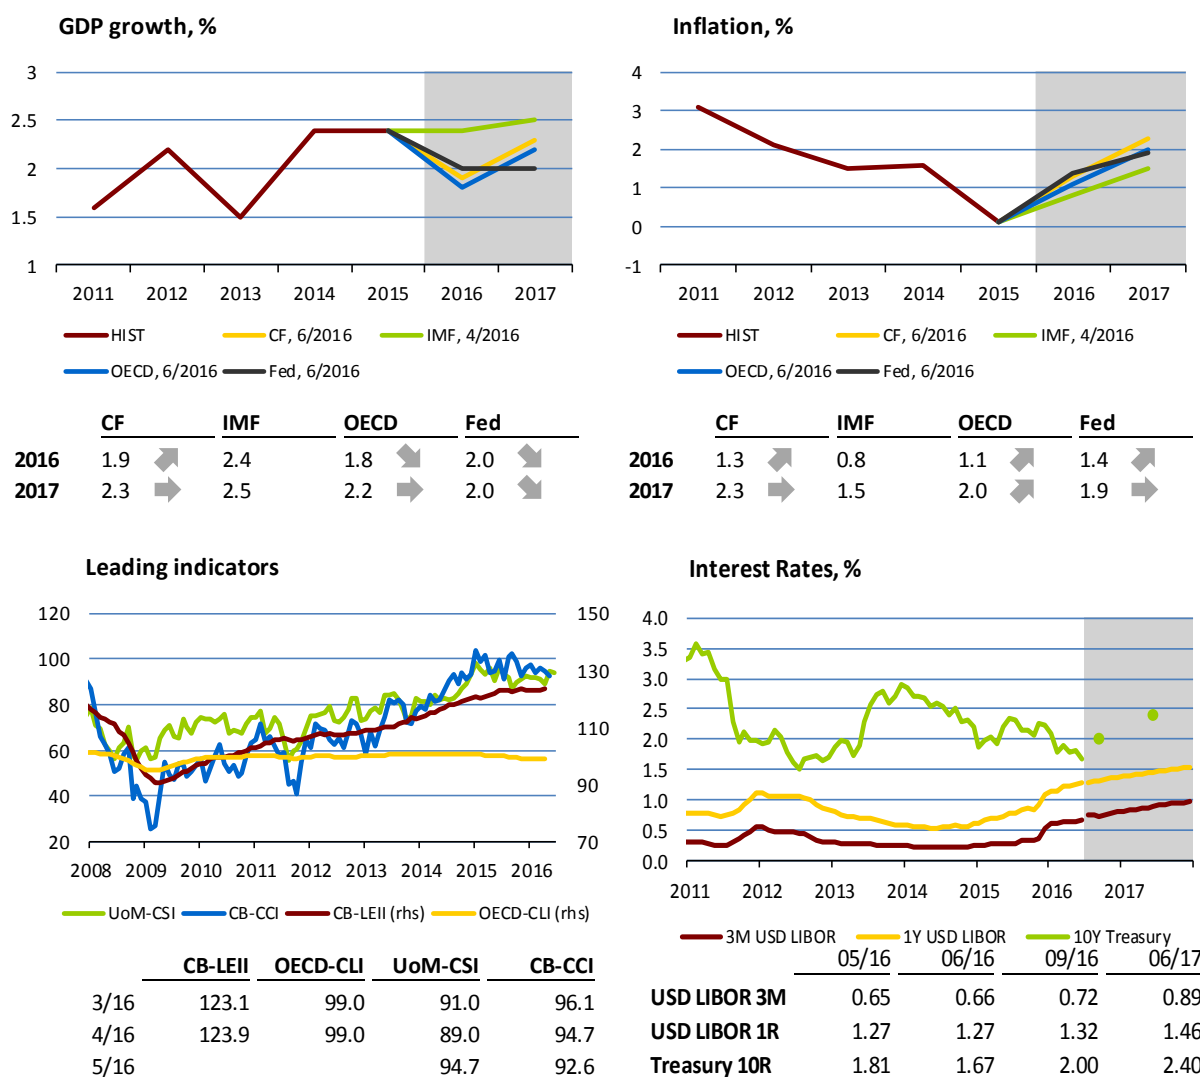 GDP growth, %
3
2.5
2
1.5
1
2011 2012 2013 2014 2015 2016 2017
HIST CF, 6/2016 IMF, 4/2016
OECD, 6/2016 Fed, 6/2016
CF IMF OECD Fed
2016 1.9 2.4 1.8 2.0
2017 2.3 2.5 2.2 2.0
Inflation, %
4
3
2
1
0
-1
2011 2012 2013 2014 2015 2016 2017
HIST CF, 6/2016 IMF, 4/2016
OECD, 6/2016 Fed, 6/2016
CF IMF OECD Fed
2016 1.3 0.8 1.1 1.4
2017 2.3 1.5 2.0 1.9
Leading indicators
120 150
100 130
80 110
60
40 90
20 70
2008 2009 2010 2011 2012 2013 2014 2015 2016
UoM-CSI CB-CCI CB-LEII (rhs) OECD-CLI (rhs)
CB-LEII OECD-CLI UoM-CSI CB-CCI
3/16 123.1 99.0 91.0 96.1
4/16 123.9 99.0 89.0 94.7
5/16 94.7 92.6
Interest Rates, %
4.0
3.5
3.0
2.5
2.0
1.5
1.0
0.5
0.0
2011 2012 2013 2014 2015 2016 2017
3M USD LIBOR 1Y USD LIBOR 10Y Treasury
05/16 06/16 09/16 06/17
USD LIBOR 3M 0.65 0.66 0.72 0.89
USD LIBOR 1R 1.27 1.27 1.32 1.46
Treasury 10R 1.81 1.67 2.00 2.40